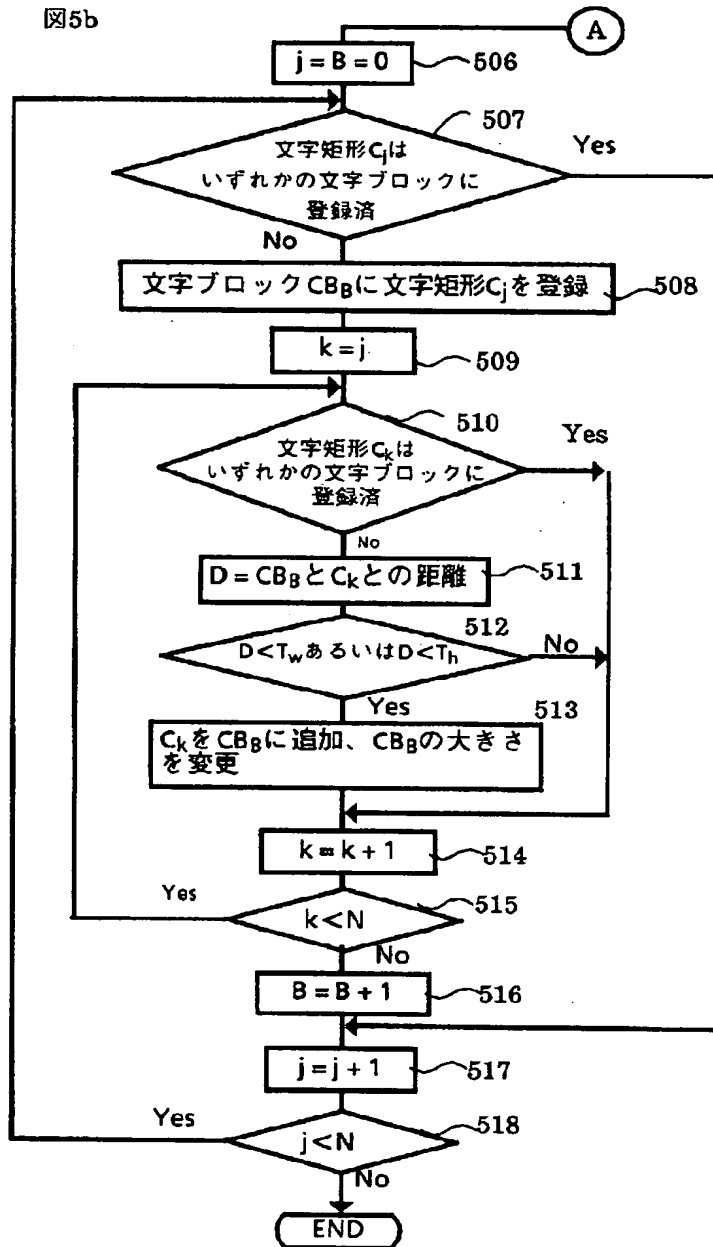 図5b
A
j=B=0 506
507
文字矩形Cjは
いずれかの文字ブロックに
登録済
Yes
No
文字ブロックCBBに文字矩形Cjを登録 508
k=j 509
510
文字矩形Ckは
いずれかの文字ブロックに
登録済
Yes
No
D=CBBとCkとの距離 511
512
D<TwあるいはD<Th No
Yes 513
CkをCBBに追加、CBBの大きさ
を変更
k=k+1 514
Yes
k<N 515
No
B=B+1 516
j=j+1 517
Yes
j<N 518
No
END